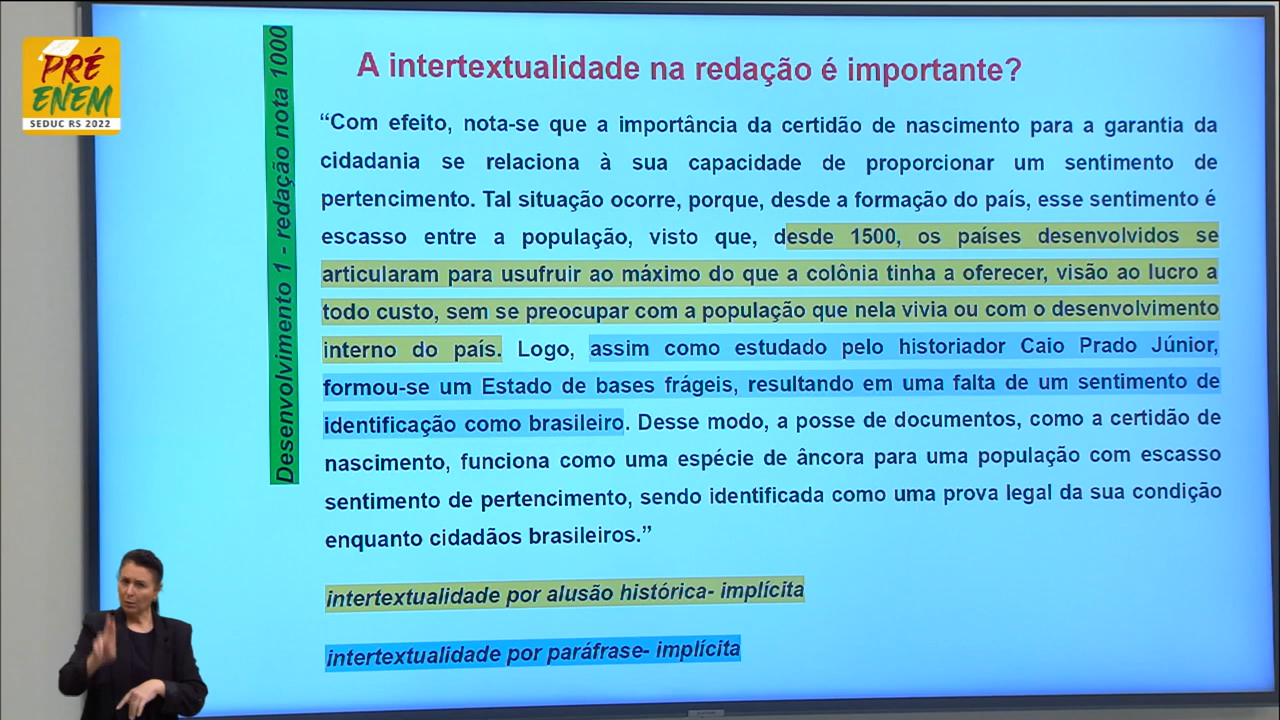 PRÉ
ENEM
SEDUC RS 2022
Desenvolvimento 1 - redação nota 1000
A intertextualidade na redação é importante?
“Com efeito, nota-se que a importância da certidão de nascimento para a garantia da
cidadania se relaciona à sua capacidade de proporcionar um sentimento de
pertencimento. Tal situação ocorre, porque, desde a formação do país, esse sentimento é
escasso entre a população, visto que, desde 1500, os países desenvolvidos se
articularam para usufruir ao máximo do que a colônia tinha a oferecer, visão ao lucro a
todo custo, sem se preocupar com a população que nela vivia ou com o desenvolvimento
interno do país. Logo, assim como estudado pelo historiador Caio Prado Júnior,
formou-se um Estado de bases frágeis, resultando em uma falta de um sentimento de
identificação como brasileiro. Desse modo, a posse de documentos, como a certidão de
nascimento, funciona como uma espécie de âncora para uma população com escasso
sentimento de pertencimento, sendo identificada como uma prova legal da sua condição
enquanto cidadãos brasileiros.”
intertextualidade por alusão histórica- implícita
intertextualidade por paráfrase- implícita